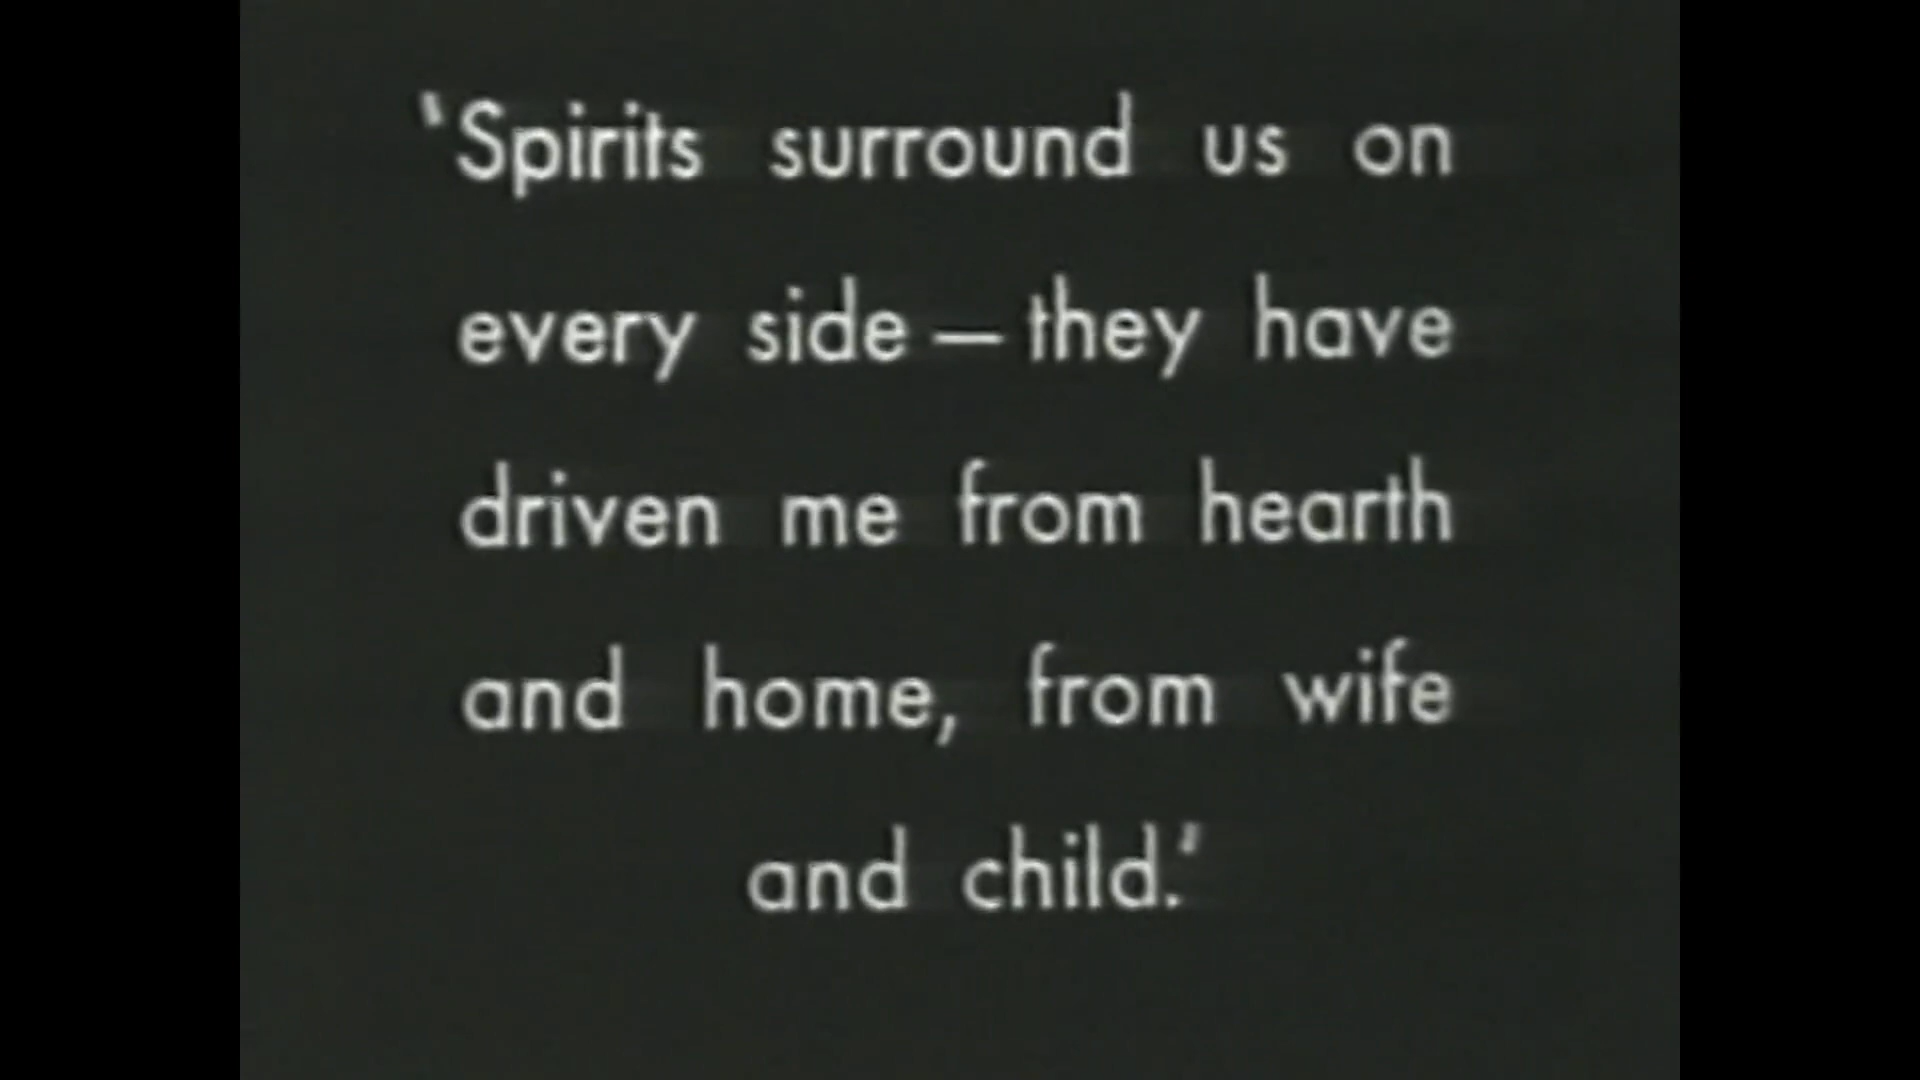 ‛Spirits surround us on
every side — they have
driven me from hearth
and home, from wife
and child.’